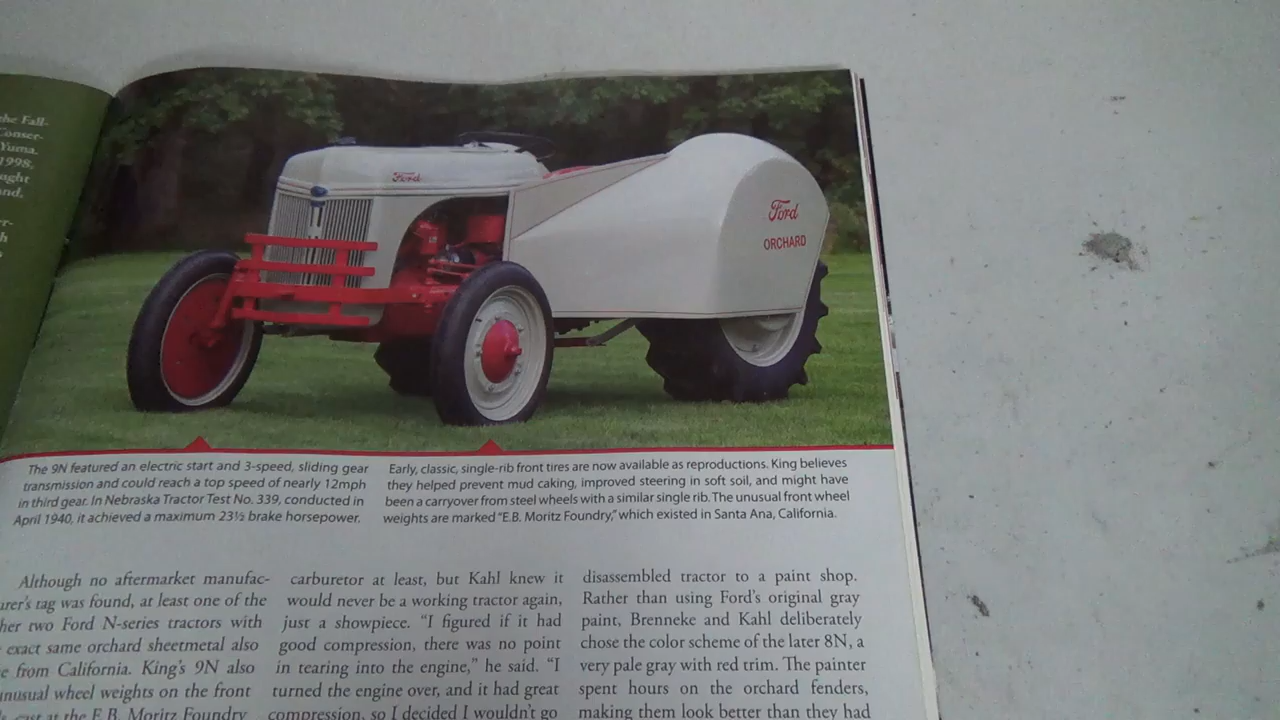 the Fall-
Conser-
Yuma.
1998,
ught
nd,
er-
h
s
Ford
Ford
ORCHARD
The 9N featured an electric start and 3-speed, sliding gear
transmission and could reach a top speed of nearly 12mph
in third gear. In Nebraska Tractor Test No. 339, conducted in
April 1940, it achieved a maximum 23½ brake horsepower.
Early, classic, single-rib front tires are now available as reproductions. King believes
they helped prevent mud caking, improved steering in soft soil, and might have
been a carryover from steel wheels with a similar single rib. The unusual front wheel
weights are marked "E.B. Moritz Foundry," which existed in Santa Ana, California.
Although no aftermarket manufac-
urer's tag was found, at least one of the
her two Ford N-series tractors with
exact same orchard sheetmetal also
e from California. King's 9N also
unusual wheel weights on the front
cast at the E.B. Moritz Foundry
carburetor at least, but Kahl knew it
would never be a working tractor again,
just a showpiece. "I figured if it had
good compression, there was no point
in tearing into the engine," he said. "I
turned the engine over, and it had great
compression, so I decided I wouldn't go
disassembled tractor to a paint shop.
Rather than using Ford's original gray
paint, Brenneke and Kahl deliberately
chose the color scheme of the later 8N, a
very pale gray with red trim. The painter
spent hours on the orchard fenders,
making them look better than they had